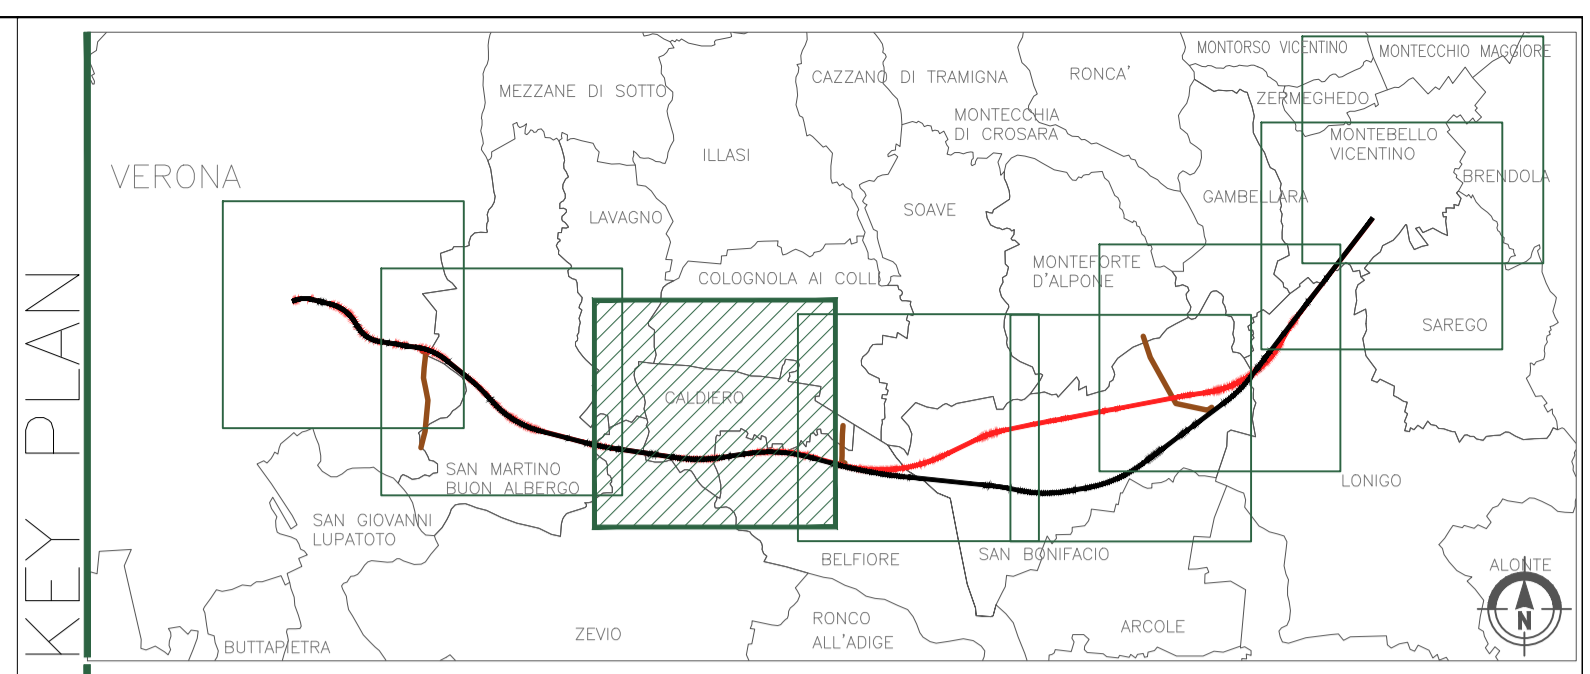 KEY PLAN
MONTORSO VICENTINO
MONTECCHIO MAGGIORE
MEZZANE DI SOTTO
CAZZANO DI TRAMIGNA
RONCA'
ZERMEGHEDO
MONTECCHIA
DI CROSARA
MONTEBELLO
VICENTINO
ILLASI
VERONA
BRENDOLA
GAMBELLARA
LAVAGNO
SOAVE
MONTEFORTE
D'ALPONE
COLOGNOLA AI COLLI
SAREGO
CALDIERO
SAN MARTINO
BUON ALBERGO
LONIGO
SAN GIOVANNI
LUPATOTO
BELFIORE
SAN BONIFACIO
ALONTE
RONCO
ALL'ADIGE
ARCOLE
ZEVIO
BUTTAPIETRA
N